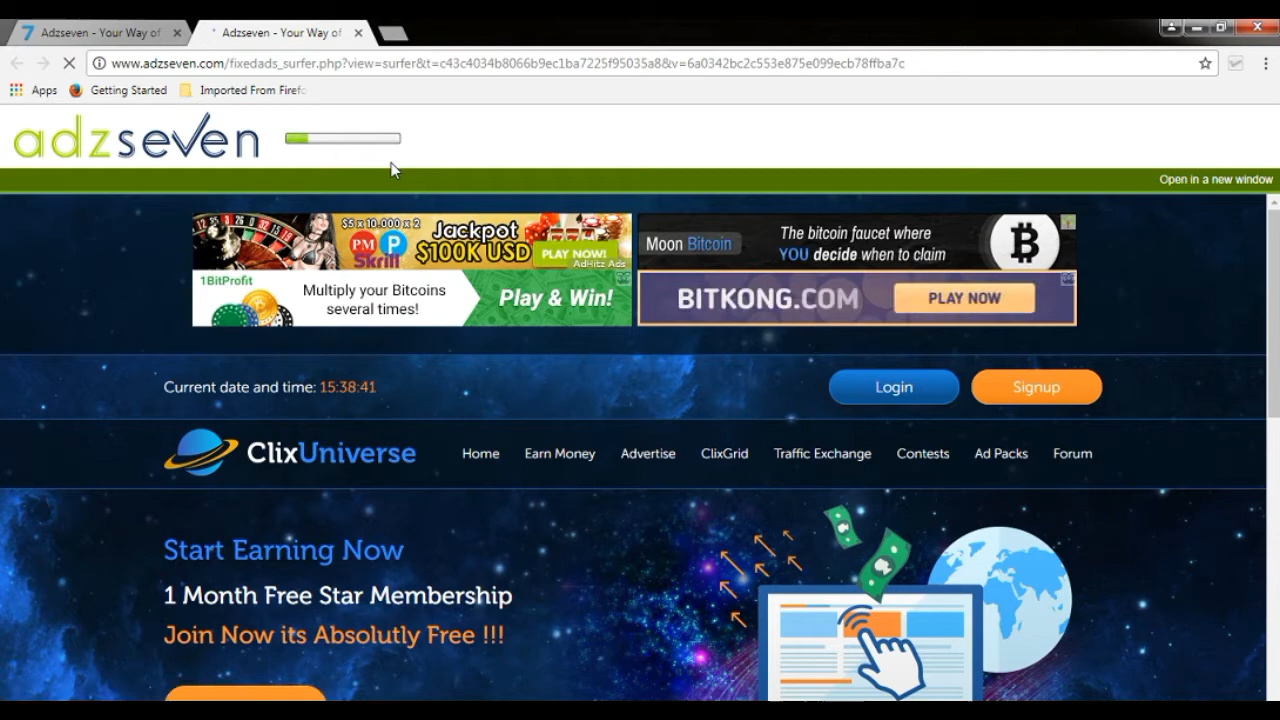 Adzseven - Your Way of
Adzseven - Your Way of
www.adzseven.com/fixedads_surfer.php?view=surfer&t=c43c4034b8066b9ec1ba7225f95035a8&v=6a0342bc2c553e875e099ecb78ffba7c
Apps
Getting Started
Imported From Firefo
adzseven
Open in a new window
$5 x 10.000 x 2
PM
P
Skrill
Jackpot
$100K USD
PLAY NOW!
AdHitz Ads
Moon Bitcoin
The bitcoin faucet where
YOU decide when to claim
1BitProfit
Multiply your Bitcoins
several times!
Play & Win!
BITKONG.COM
PLAY NOW
Current date and time: 15:38:41
Login
Signup
ClixUniverse
Home
Earn Money
Advertise
ClixGrid
Traffic Exchange
Contests
Ad Packs
Forum
Start Earning Now
1 Month Free Star Membership
Join Now its Absolutly Free !!!